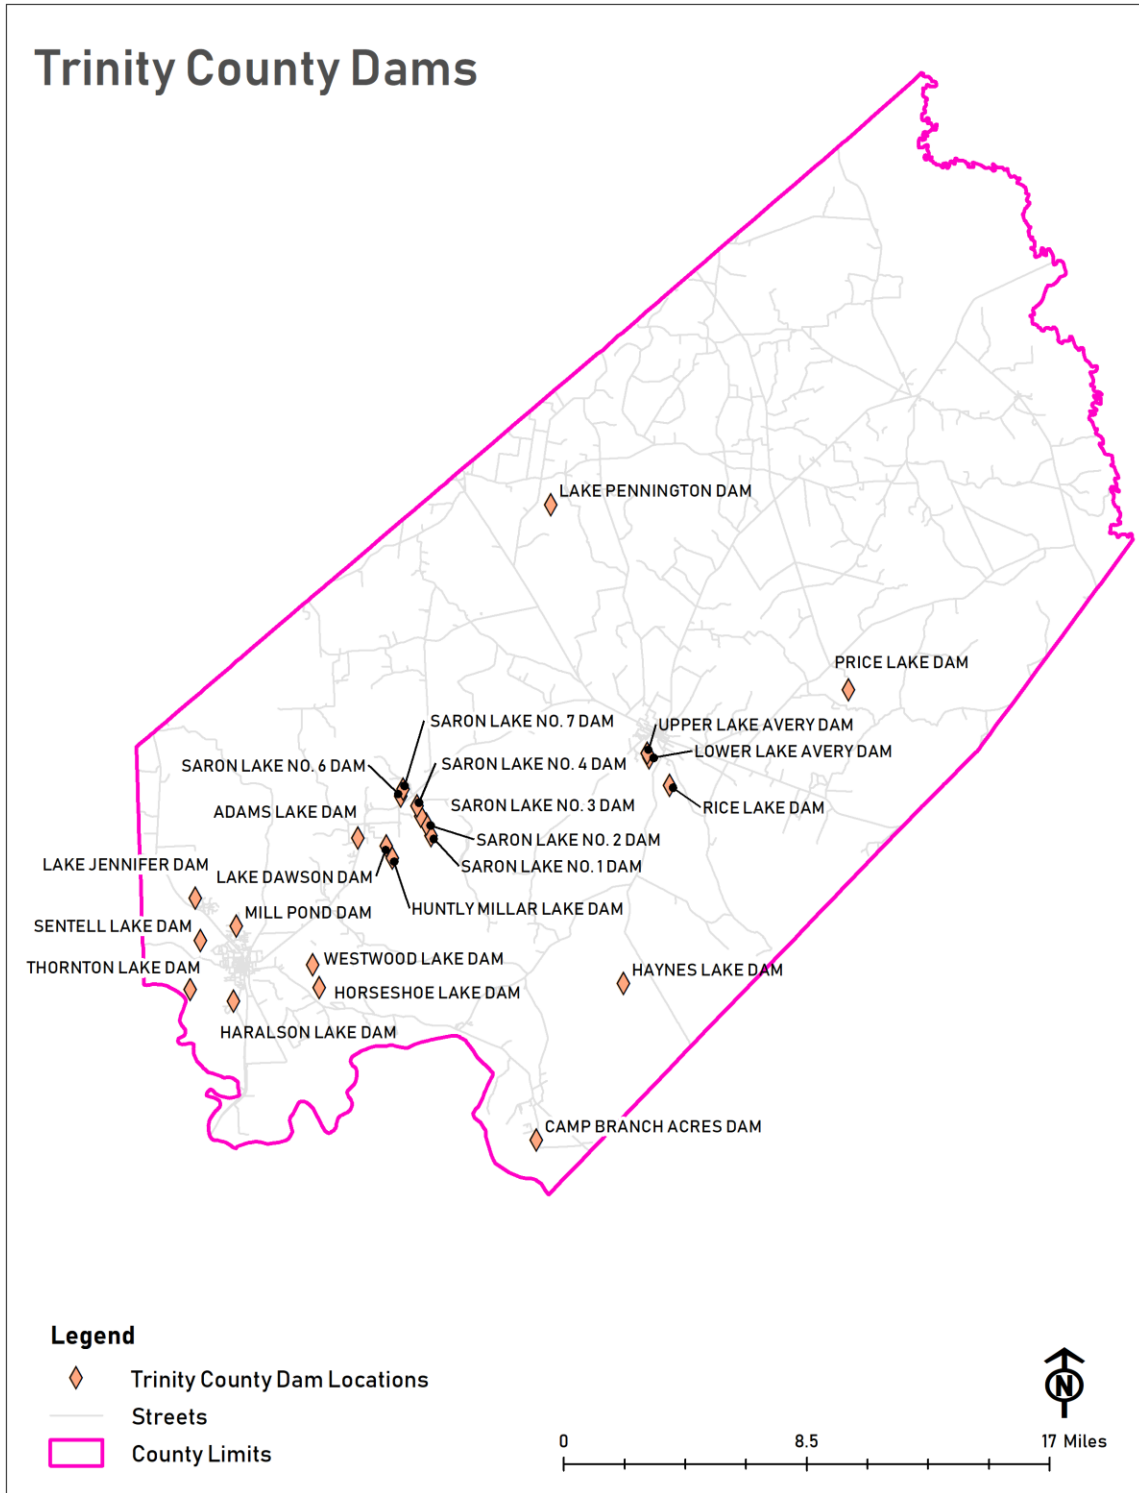 Trinity County Dams
LAKE PENNINGTON DAM
PRICE LAKE DAM
SARON LAKE NO. 7 DAM
UPPER LAKE AVERY DAM
LOWER LAKE AVERY DAM
SARON LAKE NO. 6 DAM
SARON LAKE NO. 4 DAM
SARON LAKE NO. 3 DAM
RICE LAKE DAM
ADAMS LAKE DAM
SARON LAKE NO. 2 DAM
LAKE JENNIFER DAM
SARON LAKE NO. 1 DAM
LAKE DAWSON DAM
HUNTLY MILLAR LAKE DAM
MILL POND DAM
SENTELL LAKE DAM
WESTWOOD LAKE DAM
THORNTON LAKE DAM
HAYNES LAKE DAM
HORSESHOE LAKE DAM
HARALSON LAKE DAM
CAMP BRANCH ACRES DAM
Legend
Trinity County Dam Locations
Streets
County Limits
N
0 8.5 17 Miles